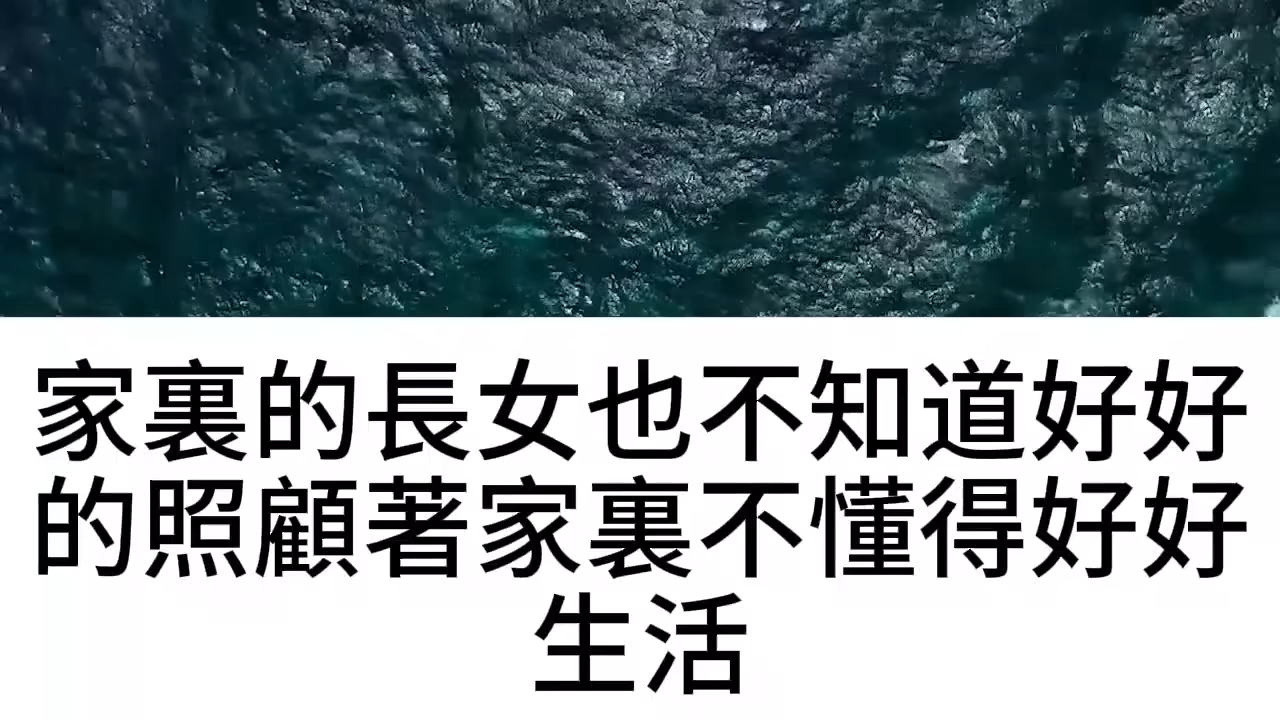 家裏的長女也不知道好好
的照顧著家裏不懂得好好
生活